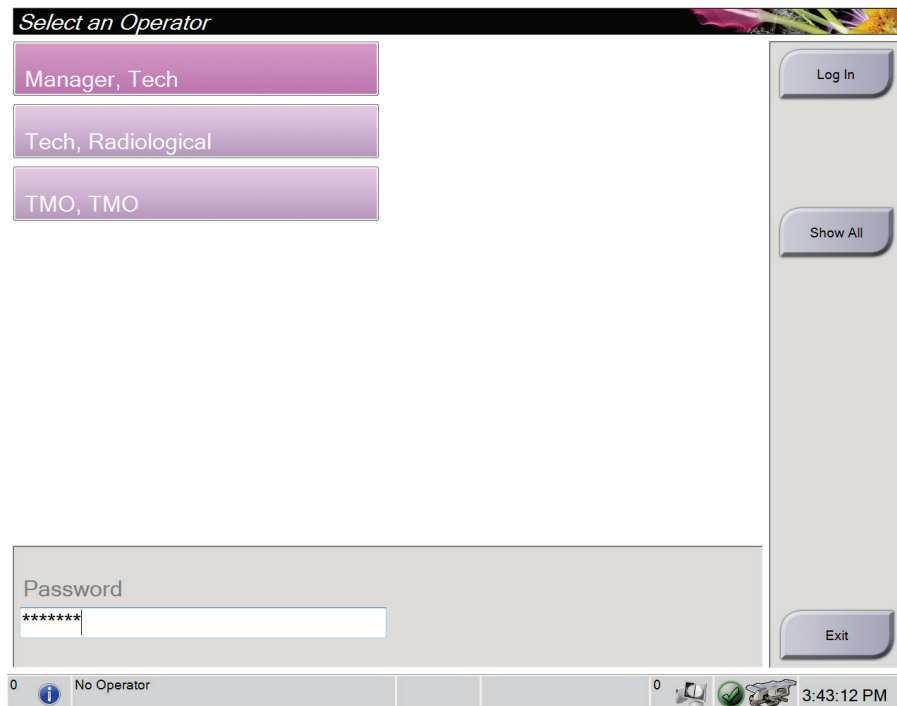 Select an Operator
Manager, Tech
Log In
Tech, Radiological
TMO, TMO
Show All
Password
*******
Exit
0
No Operator
0
3:43:12 PM